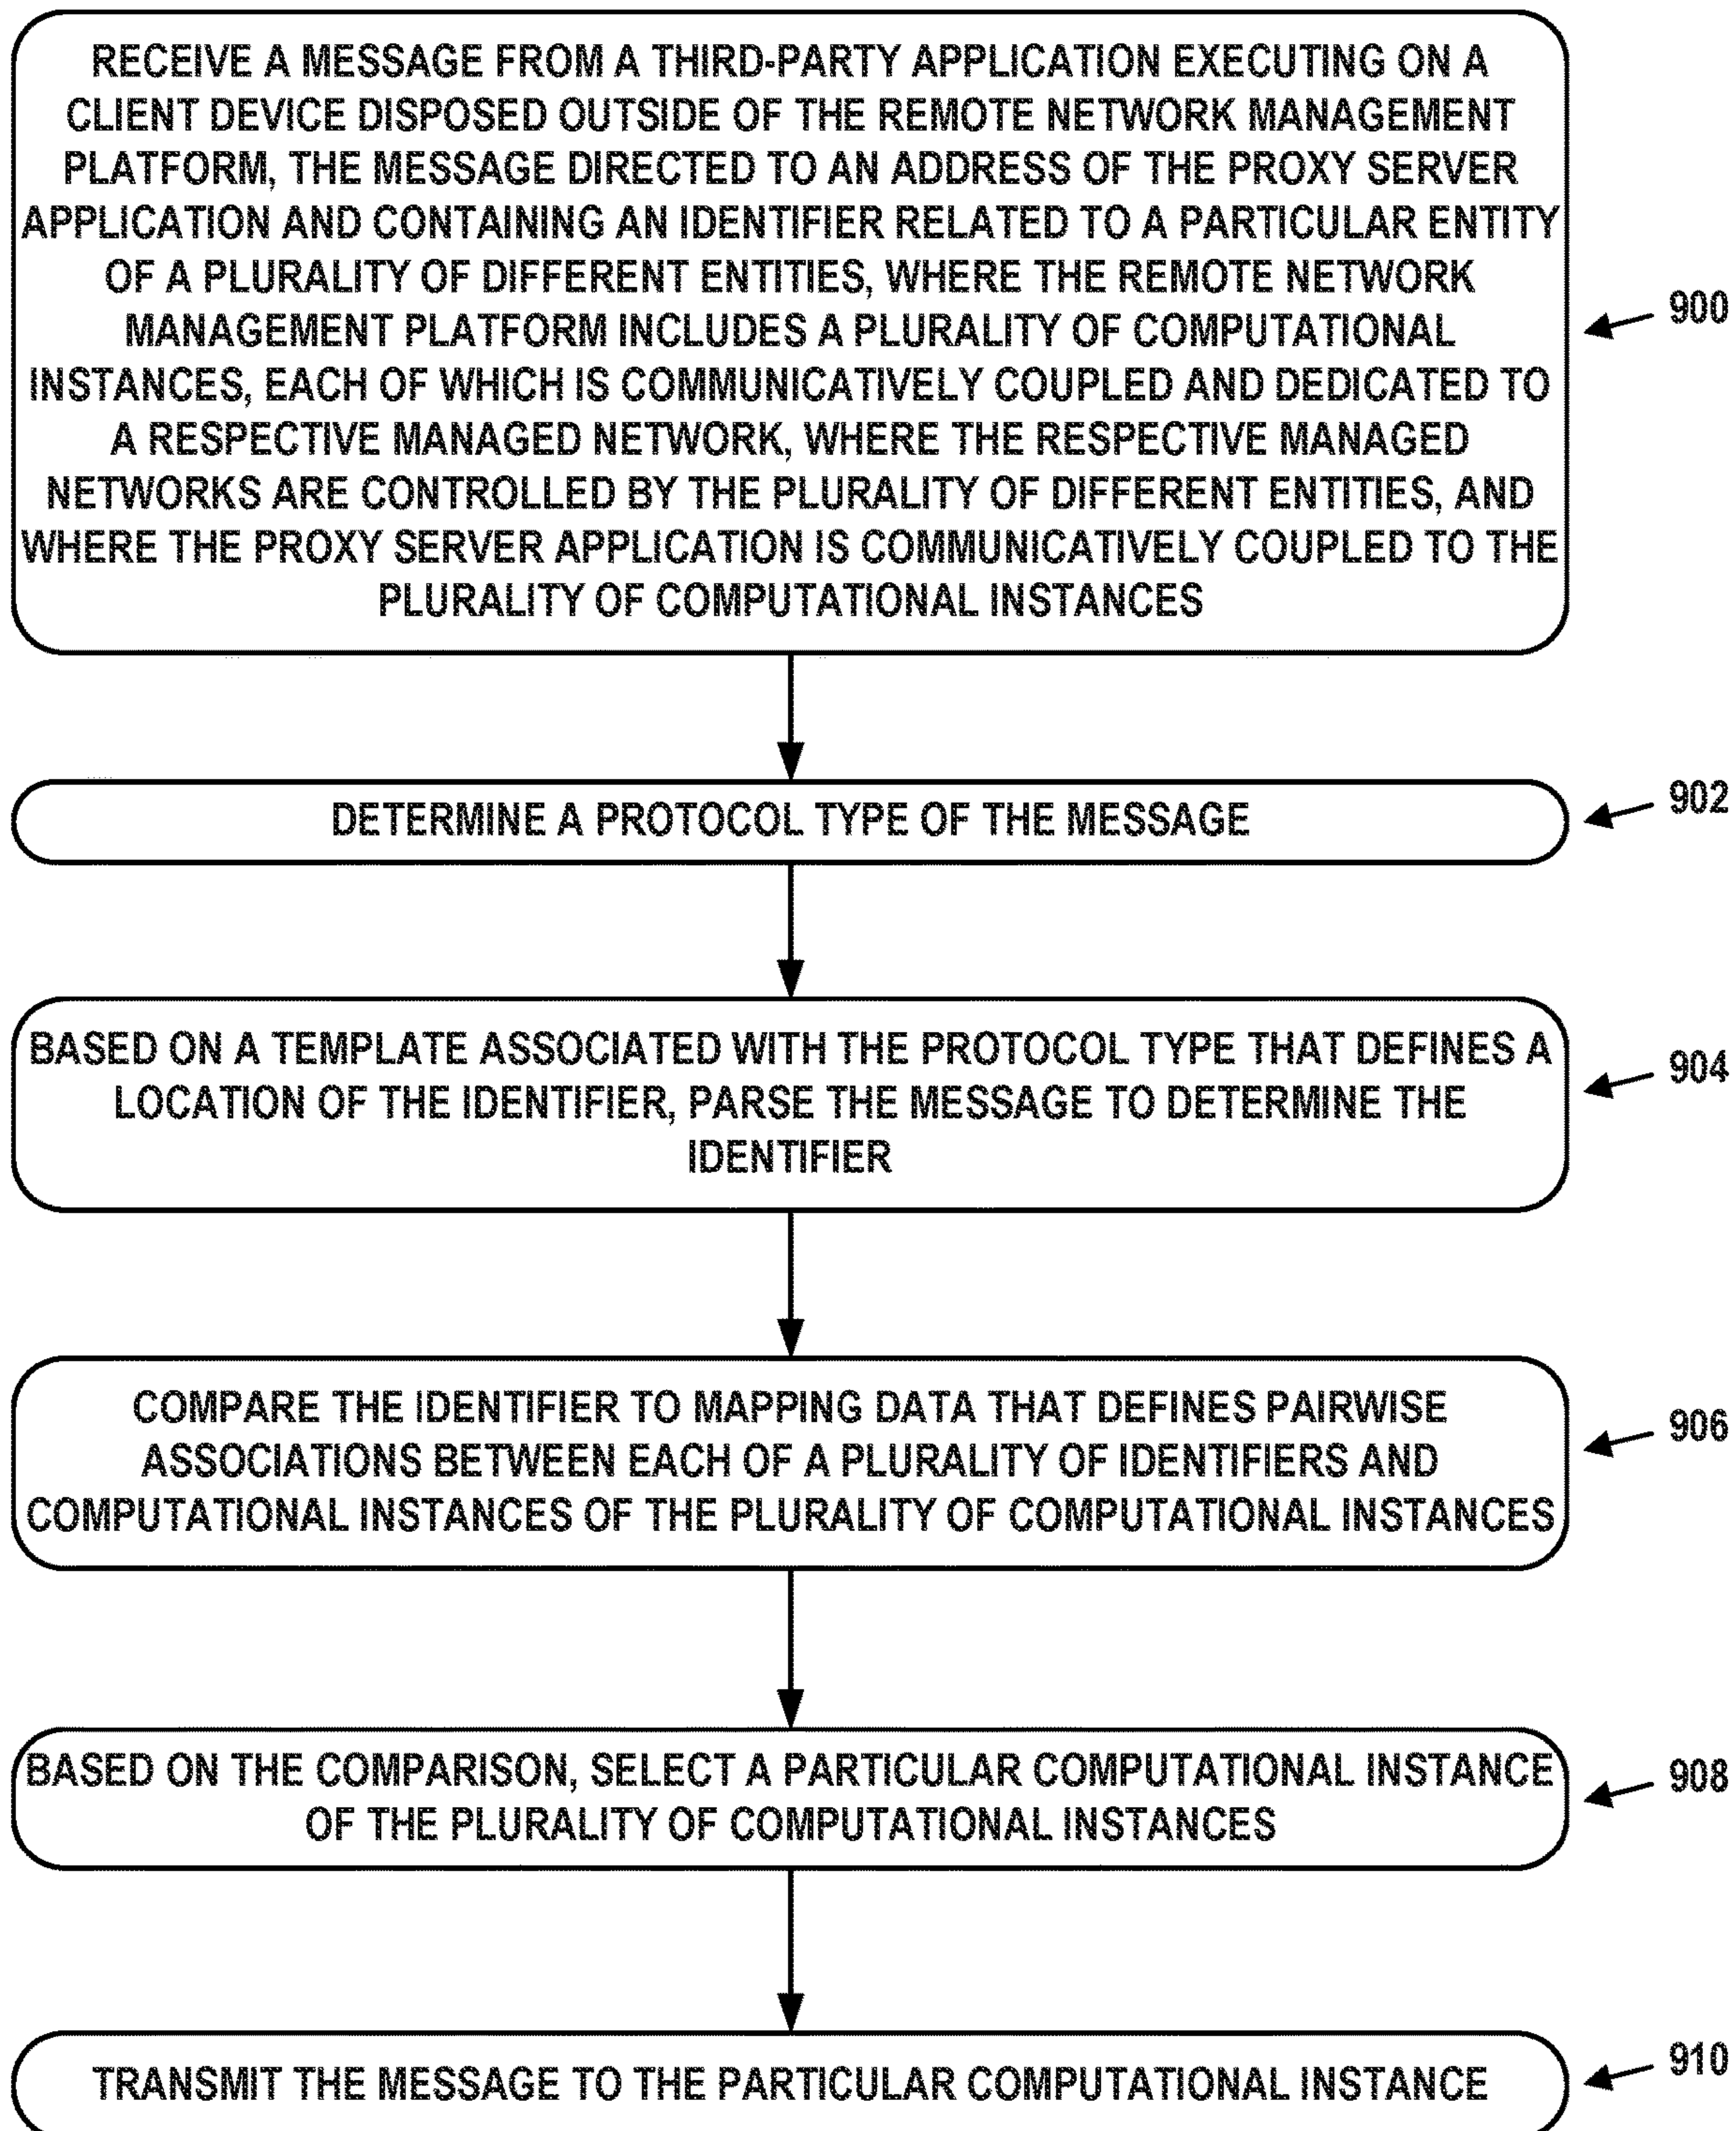 RECEIVE A MESSAGE FROM A THIRD-PARTY APPLICATION EXECUTING ON A
CLIENT DEVICE DISPOSED OUTSIDE OF THE REMOTE NETWORK MANAGEMENT
PLATFORM, THE MESSAGE DIRECTED TO AN ADDRESS OF THE PROXY SERVER
APPLICATION AND CONTAINING AN IDENTIFIER RELATED TO A PARTICULAR ENTITY
OF A PLURALITY OF DIFFERENT ENTITIES, WHERE THE REMOTE NETWORK
MANAGEMENT PLATFORM INCLUDES A PLURALITY OF COMPUTATIONAL
INSTANCES, EACH OF WHICH IS COMMUNICATIVELY COUPLED AND DEDICATED TO
A RESPECTIVE MANAGED NETWORK, WHERE THE RESPECTIVE MANAGED
NETWORKS ARE CONTROLLED BY THE PLURALITY OF DIFFERENT ENTITIES, AND
WHERE THE PROXY SERVER APPLICATION IS COMMUNICATIVELY COUPLED TO THE
PLURALITY OF COMPUTATIONAL INSTANCES
900
DETERMINE A PROTOCOL TYPE OF THE MESSAGE
902
BASED ON A TEMPLATE ASSOCIATED WITH THE PROTOCOL TYPE THAT DEFINES A
LOCATION OF THE IDENTIFIER, PARSE THE MESSAGE TO DETERMINE THE
IDENTIFIER
904
COMPARE THE IDENTIFIER TO MAPPING DATA THAT DEFINES PAIRWISE
ASSOCIATIONS BETWEEN EACH OF A PLURALITY OF IDENTIFIERS AND
COMPUTATIONAL INSTANCES OF THE PLURALITY OF COMPUTATIONAL INSTANCES
906
BASED ON THE COMPARISON, SELECT A PARTICULAR COMPUTATIONAL INSTANCE
OF THE PLURALITY OF COMPUTATIONAL INSTANCES
908
TRANSMIT THE MESSAGE TO THE PARTICULAR COMPUTATIONAL INSTANCE
910